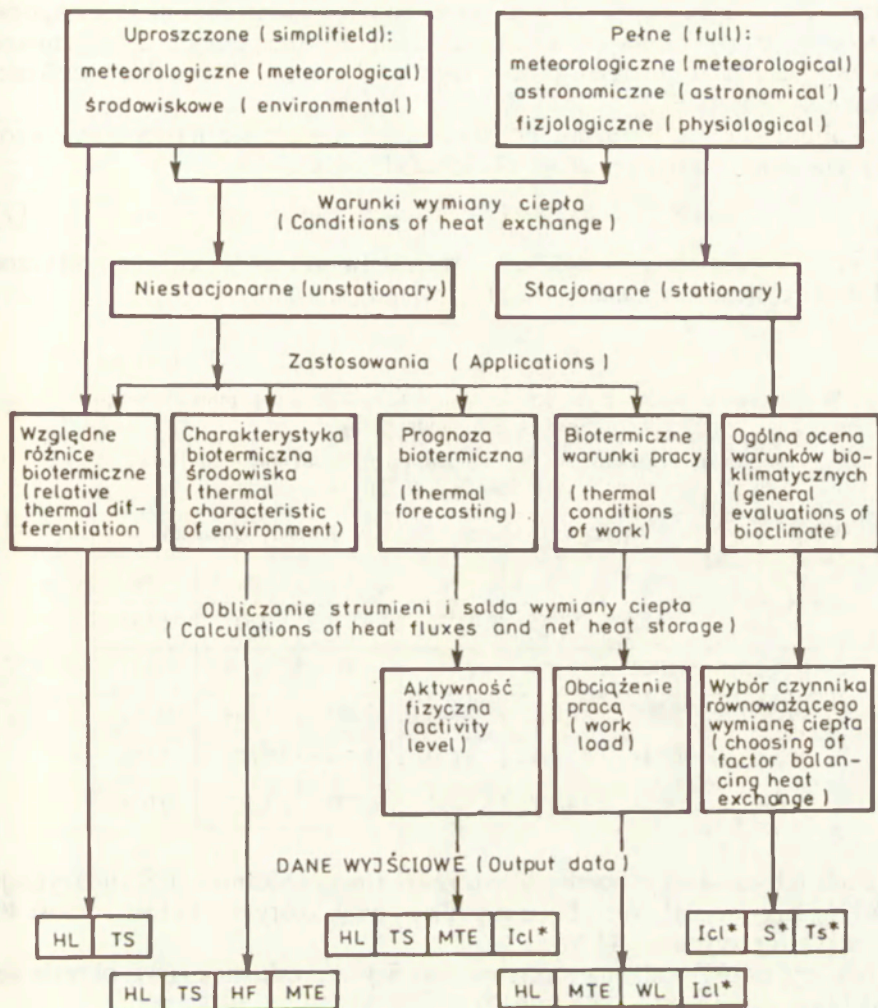 Uproszczone (simplifield):
meteorologiczne (meteorological)
środowiskowe (environmental)
Pełne (full):
meteorologiczne (meteorological)
astronomiczne (astronomical)
fizjologiczne (physiological)
Warunki wymiany ciepła
(Conditions of heat exchange)
Niestacjonarne (unstationary)
Stacjonarne (stationary)
Zastosowania (Applications)
Względne
różnice
biotermiczne
(relative
thermal dif-
ferentiation
Charakterystyka
biotermiczna
środowiska
(thermal
characteristic
of environment)
Prognoza
biotermiczna
(thermal
forecasting)
Biotermiczne
warunki pracy
(thermal
conditions
of work)
Ogólna ocena
warunków bio-
klimatycznych
(general
evaluations of
bioclimate)
Obliczanie strumieni i salda wymiany ciepła
(Calculations of heat fluxes and net heat storage)
Aktywność
fizyczna
(activity
level)
Obciążenie
pracą
(work
load)
Wybór czynnika
równoważącego
wymianę ciepła
(choosing of
factor balan-
cing heat
exchange)
DANE WYJŚCIOWE (Output data)
HL TS
HL TS MTE Icl*
Icl* S* Ts*
HL TS HF MTE
HL MTE WL Icl*